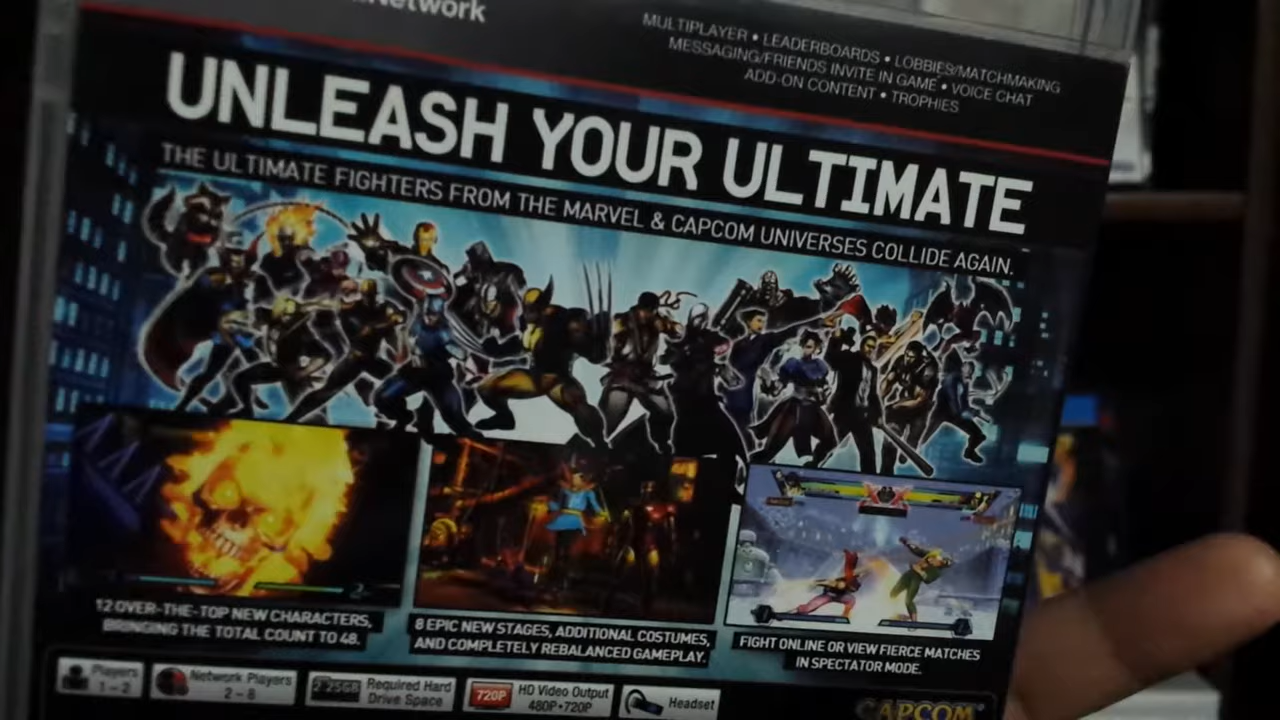 Network
MULTIPLAYER • LEADERBOARDS • LOBBIES/MATCHMAKING
MESSAGING/FRIENDS INVITE IN GAME • VOICE CHAT
ADD-ON CONTENT • TROPHIES
UNLEASH YOUR ULTIMATE
THE ULTIMATE FIGHTERS FROM THE MARVEL & CAPCOM UNIVERSES COLLIDE AGAIN.
12 OVER-THE-TOP NEW CHARACTERS,
BRINGING THE TOTAL COUNT TO 48.
8 EPIC NEW STAGES, ADDITIONAL COSTUMES,
AND COMPLETELY REBALANCED GAMEPLAY.
FIGHT ONLINE OR VIEW FIERCE MATCHES
IN SPECTATOR MODE.
Players
1–2
Network Players
2–8
Required Hard
Drive Space
720P
HD Video Output
480P•720P
Headset
CAPCOM